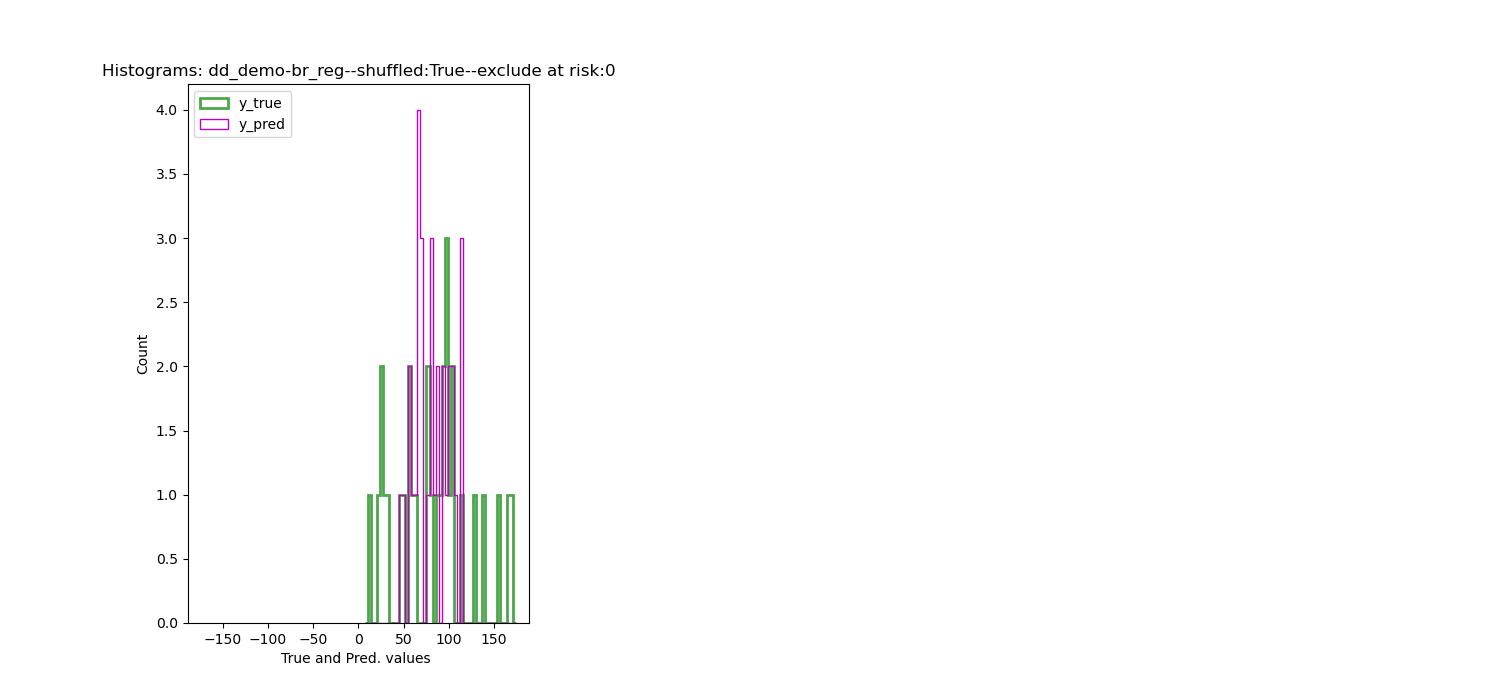 Histograms: dd_demo-br_reg--shuffled:True--exclude at risk:0
y_true
y_pred
4.0
3.5
3.0
2.5
2.0
1.5
1.0
0.5
0.0
Count
−150 −100 −50 0 50 100 150
True and Pred. values